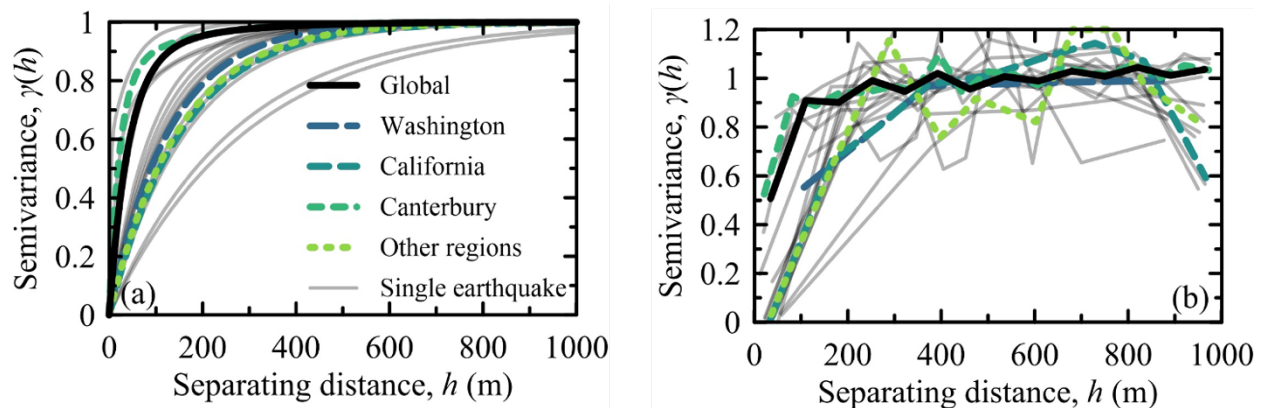 Semivariance, γ(h)
1
0.8
0.6
0.4
0.2
0
Global
Washington
California
Canterbury
Other regions
Single earthquake
(a)
0 200 400 600 800 1000
Separating distance, h (m)
Semivariance, γ(h)
1.2
1.0
0.8
0.6
0.4
0.2
0
(b)
0 200 400 600 800 1000
Separating distance, h (m)